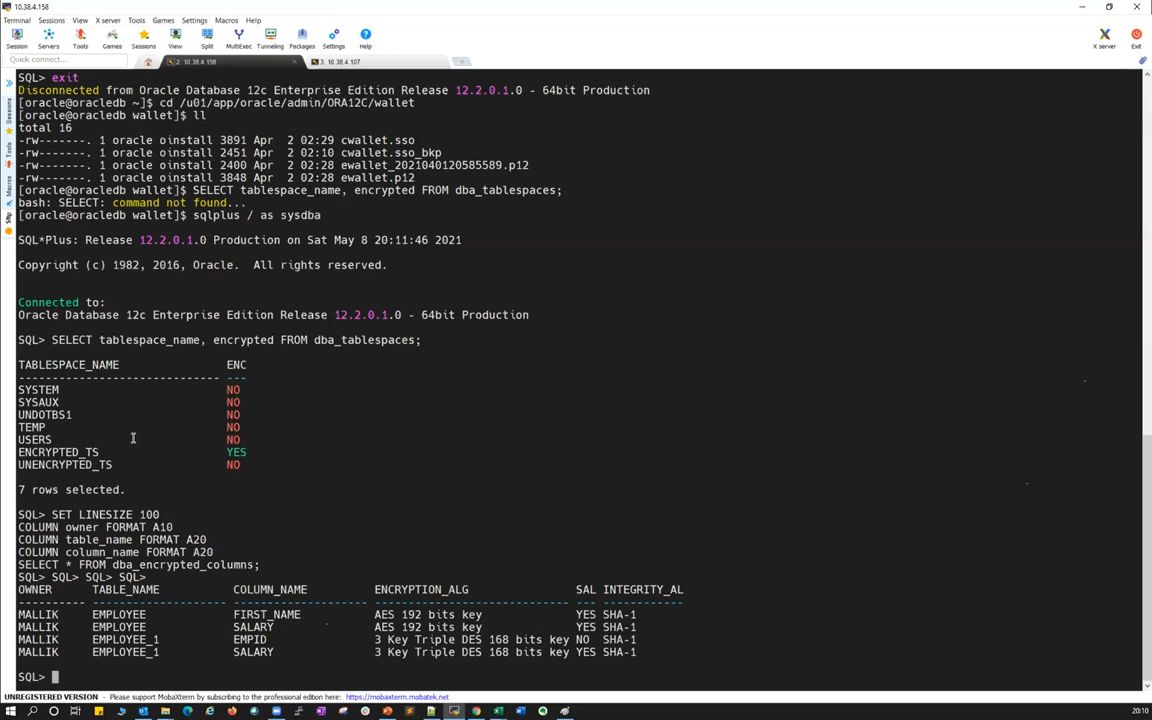 10.38.4.158
Terminal Sessions View X server Tools Games Settings Macros Help
Session Servers Tools Games Sessions View Split MultiExec Tunneling Packages Settings Help X server Exit
Quick connect... 2. 10.38.4.158 3. 10.38.4.107
Sessions
Tools
Macros
Sftp
SQL> exit
Disconnected from Oracle Database 12c Enterprise Edition Release 12.2.0.1.0 - 64bit Production
[oracle@oracledb ~]$ cd /u01/app/oracle/admin/ORA12C/wallet
[oracle@oracledb wallet]$ ll
total 16
-rw-------. 1 oracle oinstall 3891 Apr  2 02:29 cwallet.sso
-rw-------. 1 oracle oinstall 2451 Apr  2 02:10 cwallet.sso_bkp
-rw-------. 1 oracle oinstall 2400 Apr  2 02:28 ewallet_2021040120585589.p12
-rw-------. 1 oracle oinstall 3848 Apr  2 02:28 ewallet.p12
[oracle@oracledb wallet]$ SELECT tablespace_name, encrypted FROM dba_tablespaces;
bash: SELECT: command not found...
[oracle@oracledb wallet]$ sqlplus / as sysdba
SQL*Plus: Release 12.2.0.1.0 Production on Sat May 8 20:11:46 2021
Copyright (c) 1982, 2016, Oracle.  All rights reserved.
Connected to:
Oracle Database 12c Enterprise Edition Release 12.2.0.1.0 - 64bit Production
SQL> SELECT tablespace_name, encrypted FROM dba_tablespaces;
TABLESPACE_NAME ENC
------------------------------ ---
SYSTEM NO
SYSAUX NO
UNDOTBS1 NO
TEMP NO
USERS NO
ENCRYPTED_TS YES
UNENCRYPTED_TS NO
7 rows selected.
SQL> SET LINESIZE 100
COLUMN owner FORMAT A10
COLUMN table_name FORMAT A20
COLUMN column_name FORMAT A20
SELECT * FROM dba_encrypted_columns;
SQL> SQL> SQL> SQL>
OWNER TABLE_NAME COLUMN_NAME ENCRYPTION_ALG SAL INTEGRITY_AL
---------- -------------------- -------------------- ----------------------------- --- ------------
MALLIK EMPLOYEE FIRST_NAME AES 192 bits key YES SHA-1
MALLIK EMPLOYEE SALARY AES 192 bits key YES SHA-1
MALLIK EMPLOYEE_1 EMPID 3 Key Triple DES 168 bits key NO SHA-1
MALLIK EMPLOYEE_1 SALARY 3 Key Triple DES 168 bits key YES SHA-1
SQL>
UNREGISTERED VERSION - Please support MobaXterm by subscribing to the professional edition here: https://mobaxterm.mobatek.net
20:10